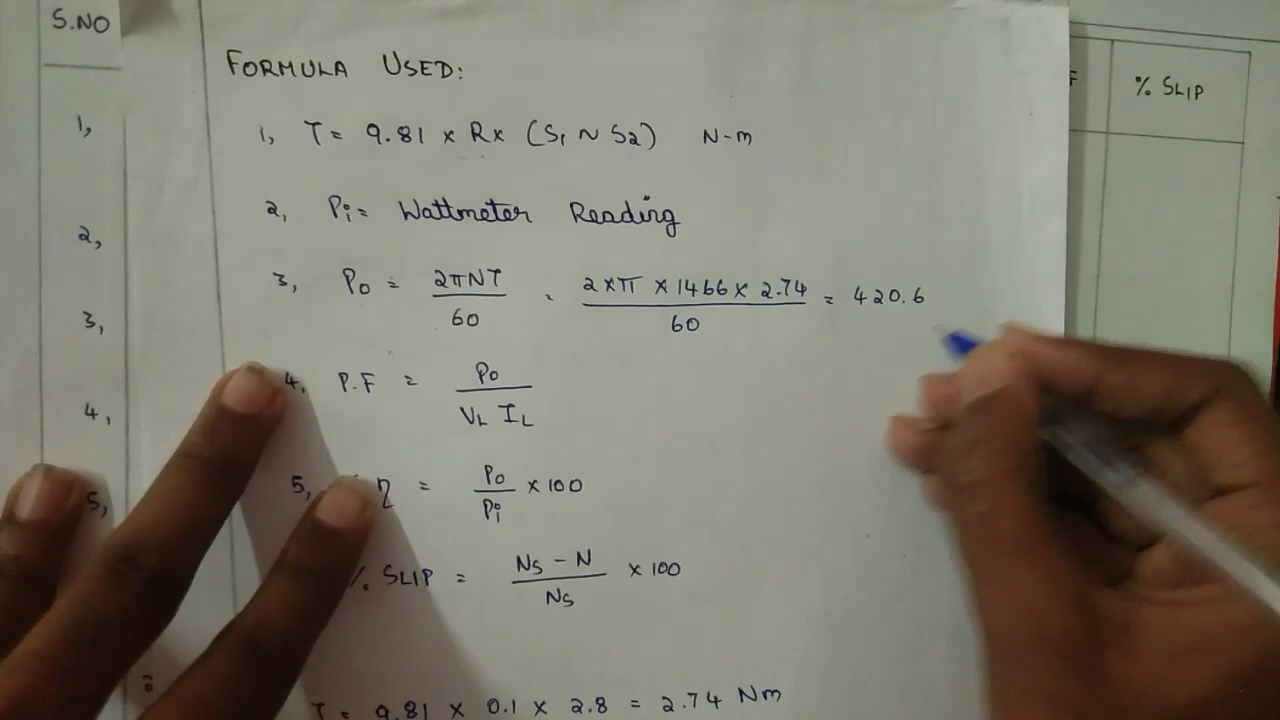 S.NO
% SLIP
FORMULA USED:
1, T = 9.81 x R x (S1 ~ S2) N-m
2, Pi = Wattmeter Reading
3, Po = 2πNT / 60 = 2 x π x 1466 x 2.74 / 60 = 420.6
4, P.F = Po / VL IL
5, η = Po / Pi x 100
% SLIP = NS - N / NS x 100
T = 9.81 x 0.1 x 2.8 = 2.74 Nm
1,
2,
3,
4,
5,